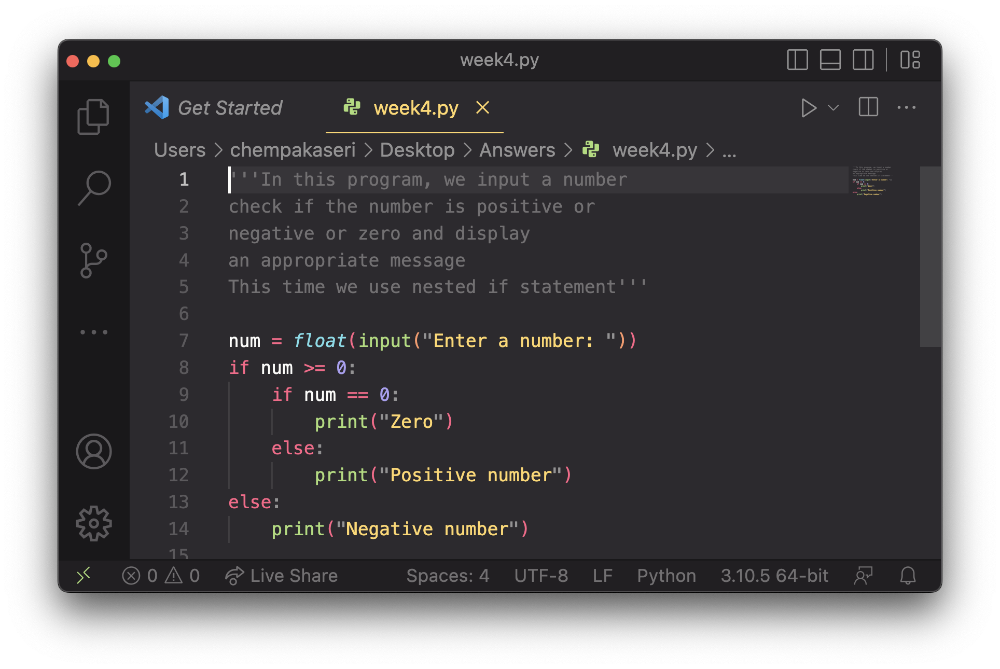 week4.py
Get Started week4.py
Users > chempakaseri > Desktop > Answers > week4.py > ...
1 '''In this program, we input a number
2 check if the number is positive or
3 negative or zero and display
4 an appropriate message
5 This time we use nested if statement'''
6
7 num = float(input("Enter a number: "))
8 if num >= 0:
9     if num == 0:
10         print("Zero")
11     else:
12         print("Positive number")
13 else:
14     print("Negative number")
15
0 0 Live Share Spaces: 4 UTF-8 LF Python 3.10.5 64-bit